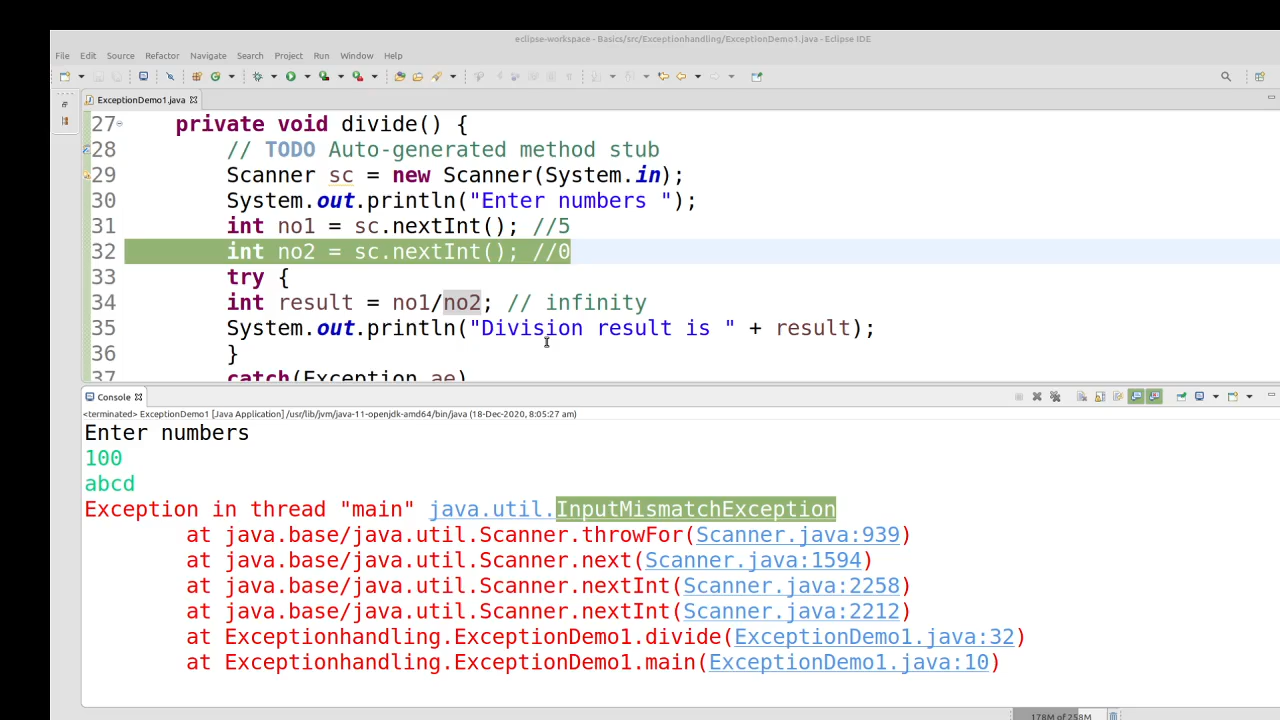 eclipse-workspace - Basics/src/Exceptionhandling/ExceptionDemo1.java - Eclipse IDE
File Edit Source Refactor Navigate Search Project Run Window Help
ExceptionDemo1.java
27 private void divide() {
28 // TODO Auto-generated method stub
29 Scanner sc = new Scanner(System.in);
30 System.out.println("Enter numbers ");
31 int no1 = sc.nextInt(); //5
32 int no2 = sc.nextInt(); //0
33 try {
34 int result = no1/no2; // infinity
35 System.out.println("Division result is " + result);
36 }
37 catch(Exception ae)
Console
<terminated> ExceptionDemo1 [Java Application] /usr/lib/jvm/java-11-openjdk-amd64/bin/java (18-Dec-2020, 8:05:27 am)
Enter numbers
100
abcd
Exception in thread "main" java.util.InputMismatchException
at java.base/java.util.Scanner.throwFor(Scanner.java:939)
at java.base/java.util.Scanner.next(Scanner.java:1594)
at java.base/java.util.Scanner.nextInt(Scanner.java:2258)
at java.base/java.util.Scanner.nextInt(Scanner.java:2212)
at Exceptionhandling.ExceptionDemo1.divide(ExceptionDemo1.java:32)
at Exceptionhandling.ExceptionDemo1.main(ExceptionDemo1.java:10)
178M of 258M